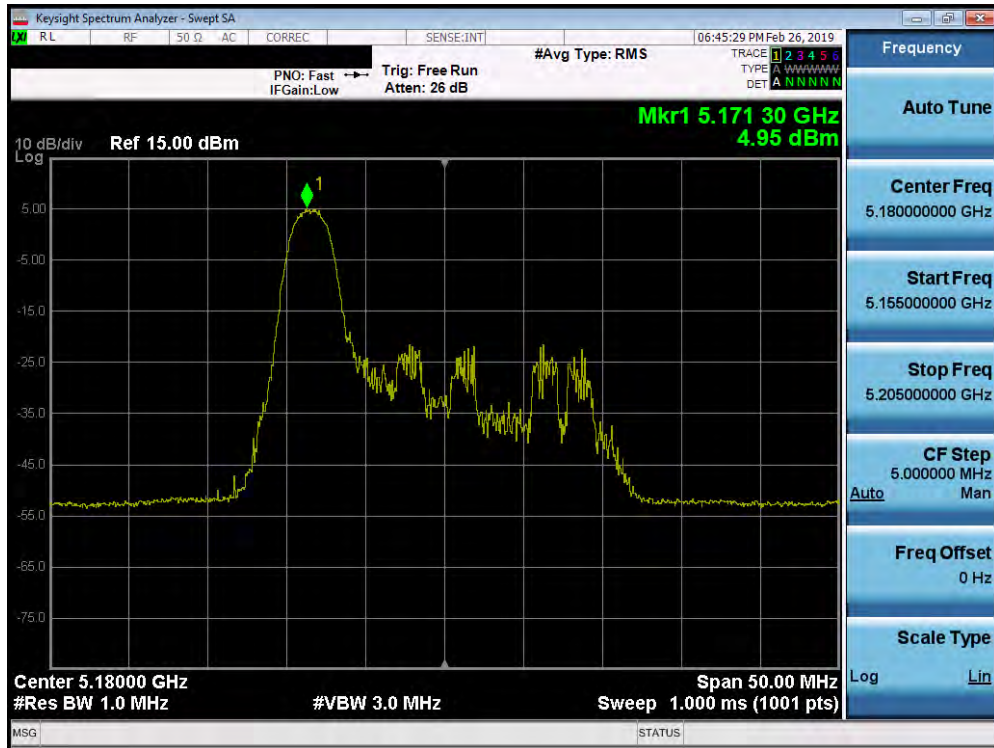 Keysight Spectrum Analyzer - Swept SA
LXI RL RF 50 Ω AC CORREC SENSE:INT 06:45:29 PM Feb 26, 2019
PNO: Fast
IFGain:Low
Trig: Free Run
Atten: 26 dB
#Avg Type: RMS
TRACE 1 2 3 4 5 6
TYPE A WWWWW
DET A N N N N N
Mkr1 5.171 30 GHz
4.95 dBm
10 dB/div
Log
Ref 15.00 dBm
1
5.00
-5.00
-15.0
-25.0
-35.0
-45.0
-55.0
-65.0
-75.0
Center 5.18000 GHz
#Res BW 1.0 MHz
#VBW 3.0 MHz
Span 50.00 MHz
Sweep 1.000 ms (1001 pts)
MSG
STATUS
Frequency
Auto Tune
Center Freq
5.180000000 GHz
Start Freq
5.155000000 GHz
Stop Freq
5.205000000 GHz
CF Step
5.000000 MHz
Auto Man
Freq Offset
0 Hz
Scale Type
Log Lin